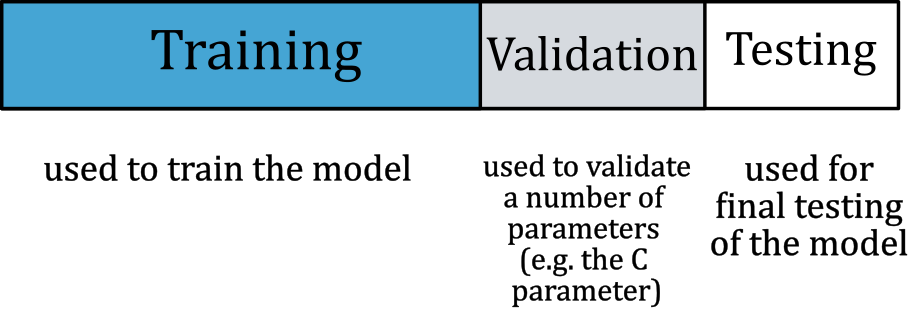 Training
Validation
Testing
used to train the model
used to validate
a number of
parameters
(e.g. the C
parameter)
used for
final testing
of the model